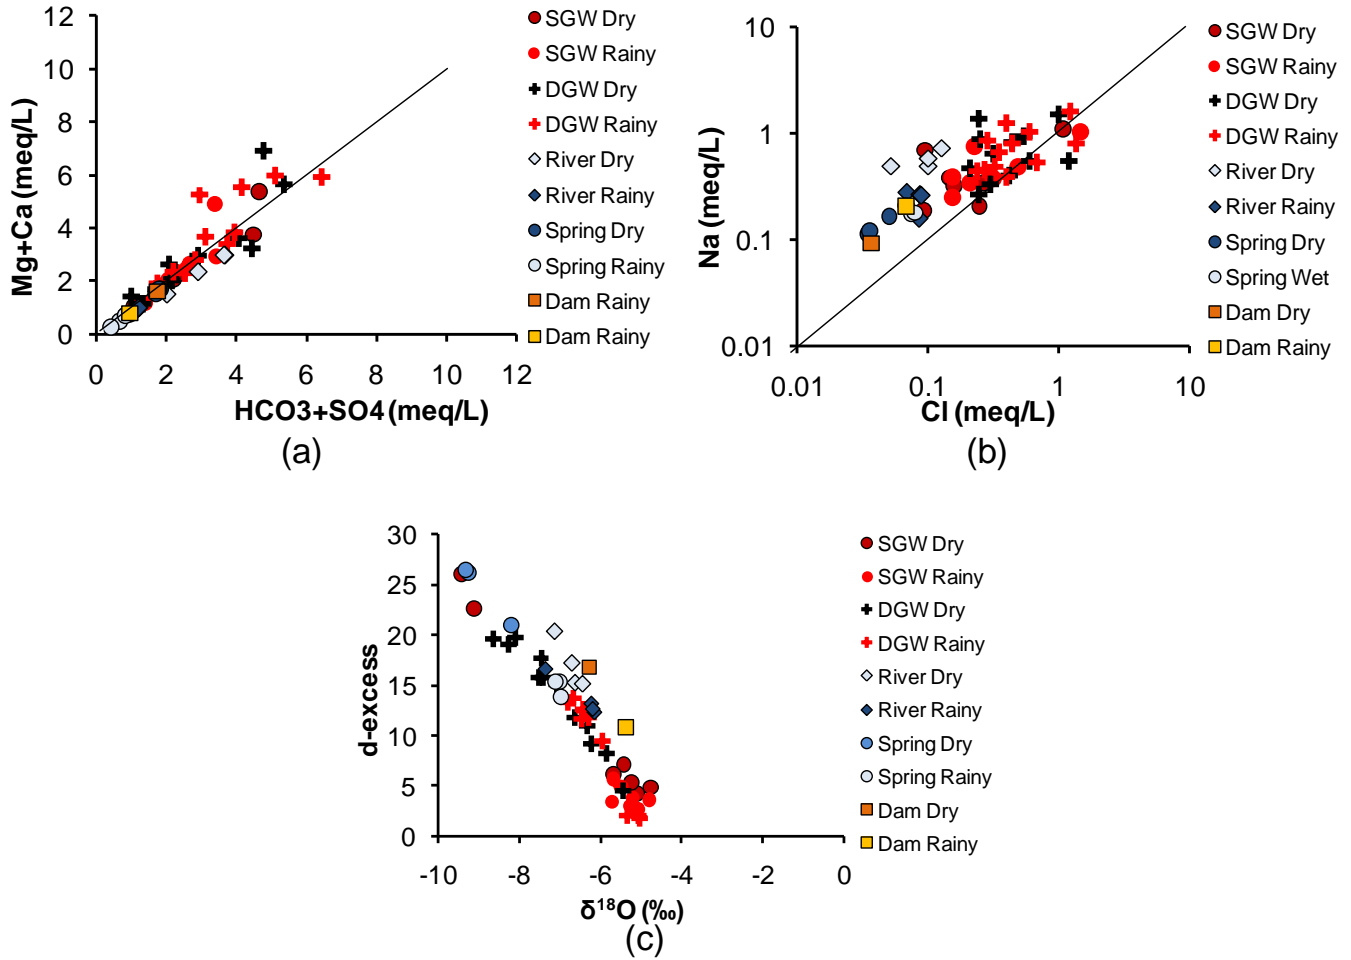 12
10
8
6
4
2
0
Mg+Ca (meq/L)
0 2 4 6 8 10 12
HCO3+SO4 (meq/L)
(a)
SGW Dry
SGW Rainy
DGW Dry
DGW Rainy
River Dry
River Rainy
Spring Dry
Spring Rainy
Dam Rainy
Dam Rainy
10
1
0.1
0.01
Na (meq/L)
0.01 0.1 1 10
Cl (meq/L)
(b)
SGW Dry
SGW Rainy
DGW Dry
DGW Rainy
River Dry
River Rainy
Spring Dry
Spring Wet
Dam Dry
Dam Rainy
30
25
20
15
10
5
0
d-excess
-10 -8 -6 -4 -2 0
δ¹⁸O (‰)
(c)
SGW Dry
SGW Rainy
DGW Dry
DGW Rainy
River Dry
River Rainy
Spring Dry
Spring Rainy
Dam Dry
Dam Rainy